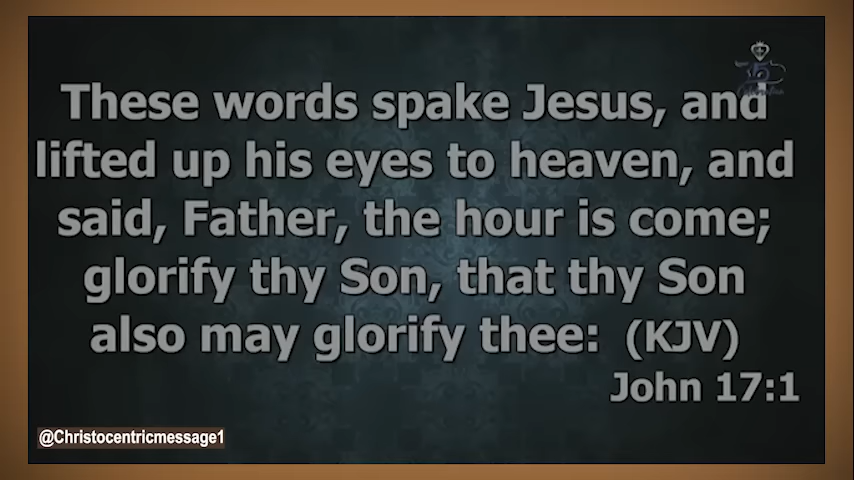 These words spake Jesus, and
lifted up his eyes to heaven, and
said, Father, the hour is come;
glorify thy Son, that thy Son
also may glorify thee: (KJV)
John 17:1
@Christocentricmessage1